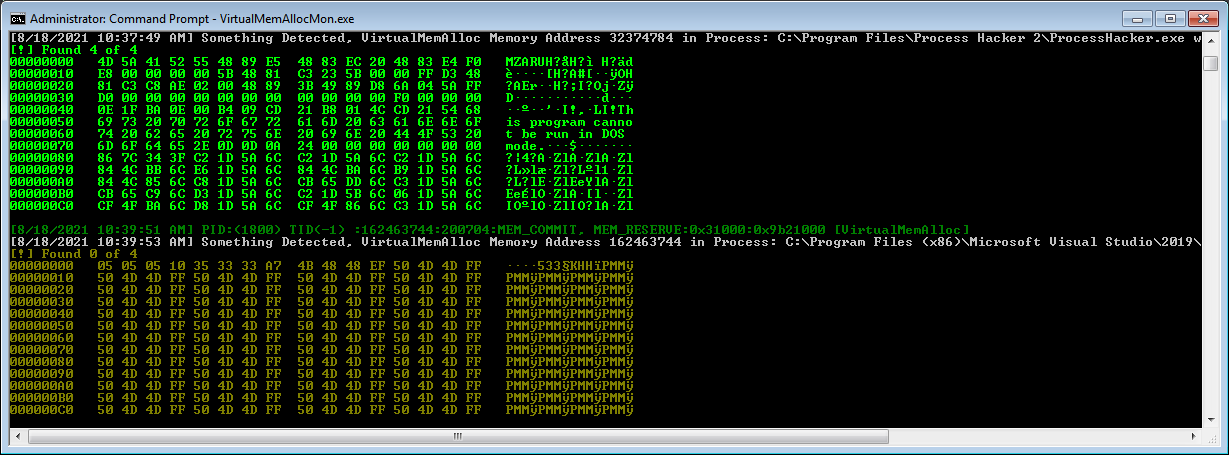 Administrator: Command Prompt - VirtualMemAllocMon.exe
[8/18/2021 10:37:49 AM] Something Detected, VirtualMemAlloc Memory Address 32374784 in Process: C:\Program Files\Process Hacker 2\ProcessHacker.exe w
[!] Found 4 of 4
00000000 4D 5A 41 52 55 48 89 E5 48 83 EC 20 48 83 E4 F0 MZARUH?åH?ì H?äd
00000010 E8 00 00 00 00 5B 48 81 C3 23 5B 00 00 FF D3 48 è····[H?A#[··ÿOH
00000020 81 C3 C8 AE 02 00 48 89 3B 49 89 D8 6A 04 5A FF ?AEr·H?;I?Oj·Zÿ
00000030 D0 00 00 00 00 00 00 00 00 00 00 00 F0 00 00 00 D···········d···
00000040 0E 1F BA 0E 00 B4 09 CD 21 B8 01 4C CD 21 54 68 ··º··'·I!,·LI!Th
00000050 69 73 20 70 72 6F 67 72 61 6D 20 63 61 6E 6E 6F is program canno
00000060 74 20 62 65 20 72 75 6E 20 69 6E 20 44 4F 53 20 t be run in DOS
00000070 6D 6F 64 65 2E 0D 0D 0A 24 00 00 00 00 00 00 00 mode.···$·······
00000080 86 7C 34 3F C2 1D 5A 6C C2 1D 5A 6C C2 1D 5A 6C ?|4?A·ZlA·ZlA·Zl
00000090 84 4C BB 6C E6 1D 5A 6C 84 4C BA 6C B9 1D 5A 6C ?L»læ·Zl?Lºl1·Zl
000000A0 84 4C 85 6C C8 1D 5A 6C CB 65 DD 6C C3 1D 5A 6C ?L?lE·ZlEeYlA·Zl
000000B0 CB 65 C9 6C D3 1D 5A 6C C2 1D 5B 6C 06 1D 5A 6C EeÉlO·ZlA·[l··Zl
000000C0 CF 4F BA 6C D8 1D 5A 6C CF 4F 86 6C C3 1D 5A 6C IOºlO·ZlIO?lA·Zl
[8/18/2021 10:39:51 AM] PID:(1800) TID(-1) :162463744:200704:MEM_COMMIT, MEM_RESERVE:0x31000:0x9b21000 [VirtualMemAlloc]
[8/18/2021 10:39:53 AM] Something Detected, VirtualMemAlloc Memory Address 162463744 in Process: C:\Program Files (x86)\Microsoft Visual Studio\2019\
[!] Found 0 of 4
00000000 05 05 05 10 35 33 33 A7 4B 48 48 EF 50 4D 4D FF ····533§KHHïPMMÿ
00000010 50 4D 4D FF 50 4D 4D FF 50 4D 4D FF 50 4D 4D FF PMMÿPMMÿPMMÿPMMÿ
00000020 50 4D 4D FF 50 4D 4D FF 50 4D 4D FF 50 4D 4D FF PMMÿPMMÿPMMÿPMMÿ
00000030 50 4D 4D FF 50 4D 4D FF 50 4D 4D FF 50 4D 4D FF PMMÿPMMÿPMMÿPMMÿ
00000040 50 4D 4D FF 50 4D 4D FF 50 4D 4D FF 50 4D 4D FF PMMÿPMMÿPMMÿPMMÿ
00000050 50 4D 4D FF 50 4D 4D FF 50 4D 4D FF 50 4D 4D FF PMMÿPMMÿPMMÿPMMÿ
00000060 50 4D 4D FF 50 4D 4D FF 50 4D 4D FF 50 4D 4D FF PMMÿPMMÿPMMÿPMMÿ
00000070 50 4D 4D FF 50 4D 4D FF 50 4D 4D FF 50 4D 4D FF PMMÿPMMÿPMMÿPMMÿ
00000080 50 4D 4D FF 50 4D 4D FF 50 4D 4D FF 50 4D 4D FF PMMÿPMMÿPMMÿPMMÿ
00000090 50 4D 4D FF 50 4D 4D FF 50 4D 4D FF 50 4D 4D FF PMMÿPMMÿPMMÿPMMÿ
000000A0 50 4D 4D FF 50 4D 4D FF 50 4D 4D FF 50 4D 4D FF PMMÿPMMÿPMMÿPMMÿ
000000B0 50 4D 4D FF 50 4D 4D FF 50 4D 4D FF 50 4D 4D FF PMMÿPMMÿPMMÿPMMÿ
000000C0 50 4D 4D FF 50 4D 4D FF 50 4D 4D FF 50 4D 4D FF PMMÿPMMÿPMMÿPMMÿ